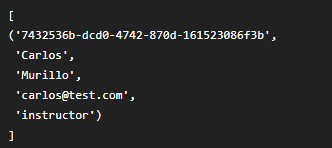 [
('7432536b-dcd0-4742-870d-161523086f3b',
 'Carlos',
 'Murillo',
 'carlos@test.com',
 'instructor')
]